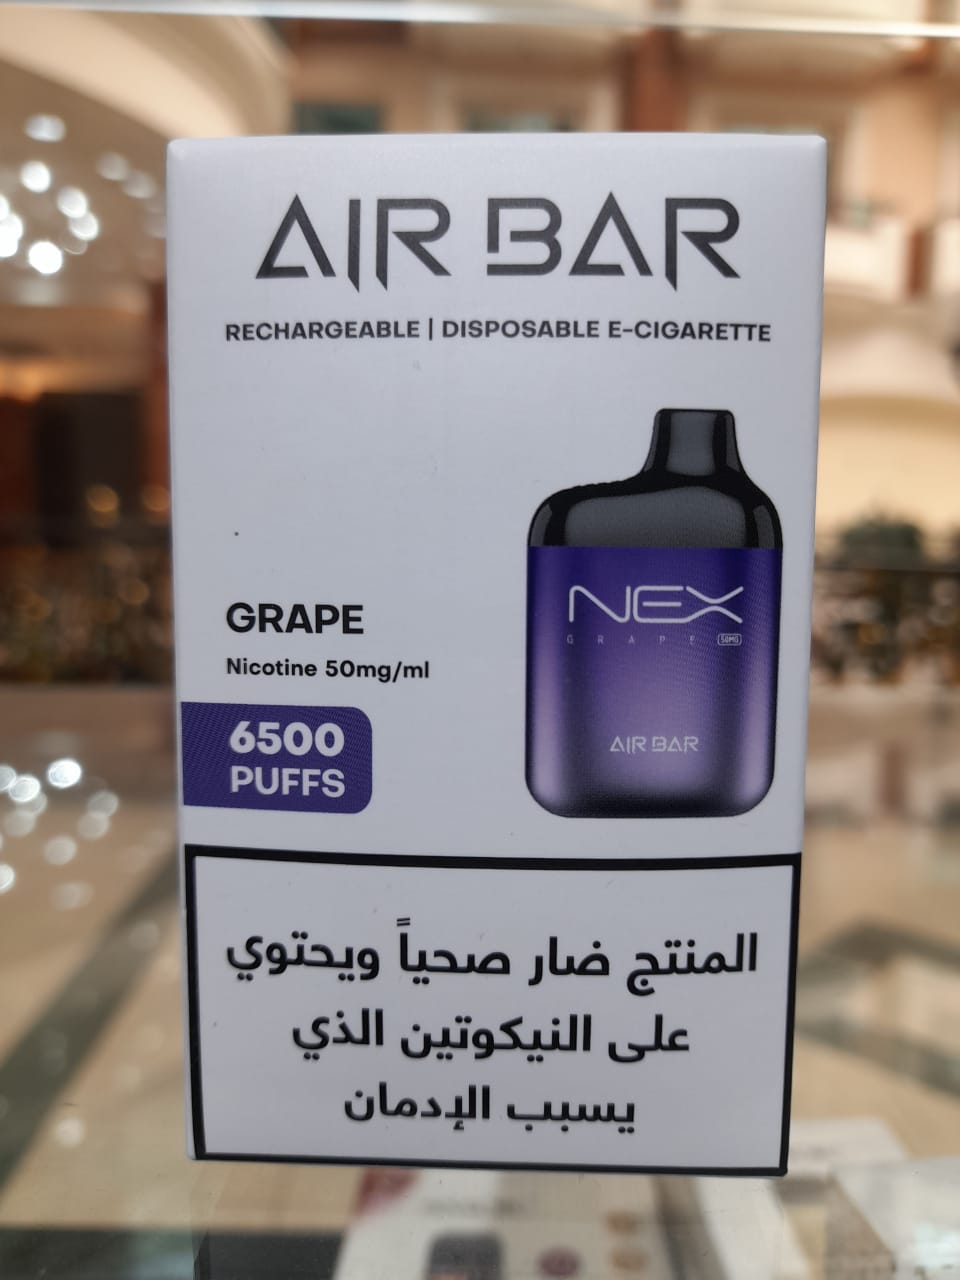 AIR BAR
RECHARGEABLE | DISPOSABLE E-CIGARETTE
NEX
GRAPE 50MG
AIR BAR
GRAPE
Nicotine 50mg/ml
6500
PUFFS
المنتج ضار صحياً ويحتوي
على النيكوتين الذي
يسبب الإدمان